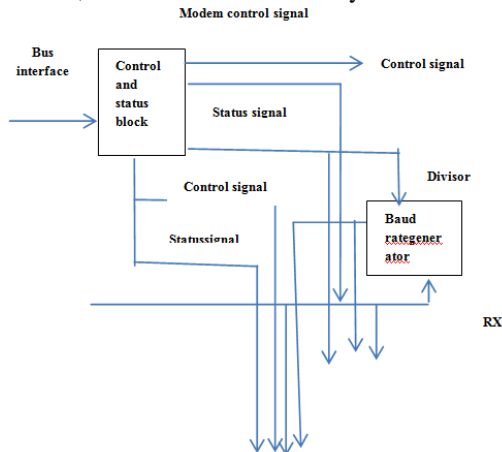 Modem control signal
Bus
interface
Control
and
status
block
Control signal
Status signal
Divisor
Control signal
Baud
rategener
ator
Statussignal
RX